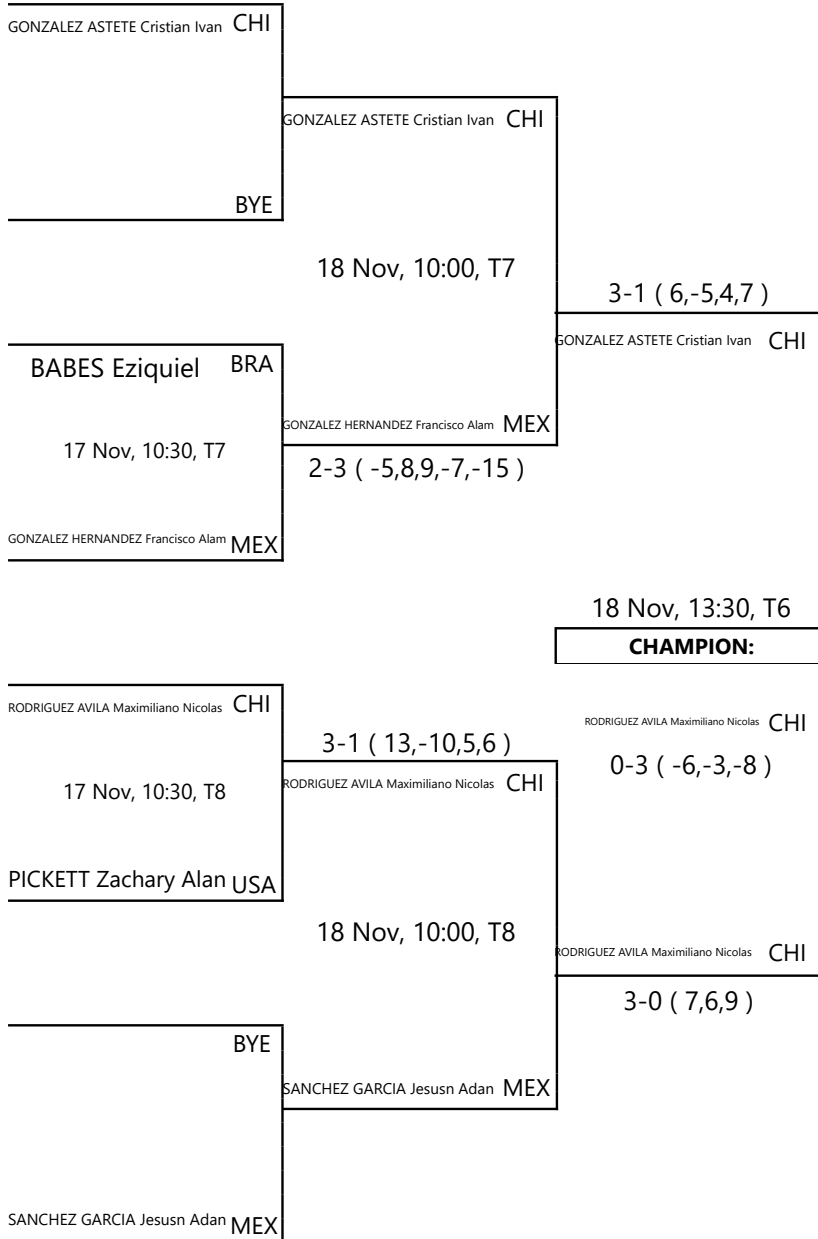 GONZALEZ ASTETE Cristian Ivan CHI
GONZALEZ ASTETE Cristian Ivan CHI
BYE
18 Nov, 10:00, T7
3-1 ( 6,-5,4,7 )
GONZALEZ ASTETE Cristian Ivan CHI
BABES Eziquiel BRA
GONZALEZ HERNANDEZ Francisco Alam MEX
17 Nov, 10:30, T7
2-3 ( -5,8,9,-7,-15 )
GONZALEZ HERNANDEZ Francisco Alam MEX
18 Nov, 13:30, T6
CHAMPION:
RODRIGUEZ AVILA Maximiliano Nicolas CHI
RODRIGUEZ AVILA Maximiliano Nicolas CHI
3-1 ( 13,-10,5,6 )
0-3 ( -6,-3,-8 )
RODRIGUEZ AVILA Maximiliano Nicolas CHI
17 Nov, 10:30, T8
PICKETT Zachary Alan USA
18 Nov, 10:00, T8
RODRIGUEZ AVILA Maximiliano Nicolas CHI
3-0 ( 7,6,9 )
BYE
SANCHEZ GARCIA Jesusn Adan MEX
SANCHEZ GARCIA Jesusn Adan MEX